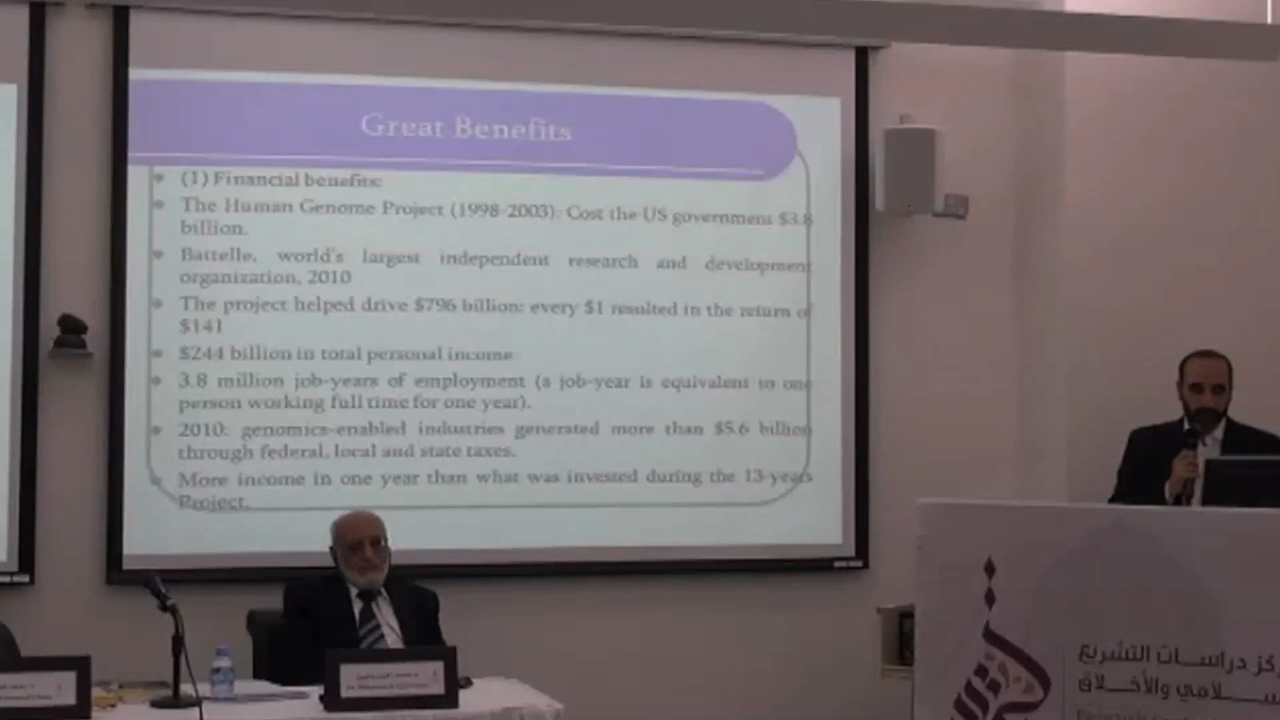 Great Benefits
(1) Financial benefits:
The Human Genome Project (1998-2003): Cost the US government $3.8
billion.
Battelle, world's largest independent research and development
organization, 2010
The project helped drive $796 billion: every $1 resulted in the return of
$141
$244 billion in total personal income
3.8 million job-years of employment (a job-year is equivalent to one
person working full time for one year).
2010: genomics-enabled industries generated more than $5.6 billion
through federal, local and state taxes.
More income in one year than what was invested during the 13-years
Project.
دراسات التشريع
والأخلاق